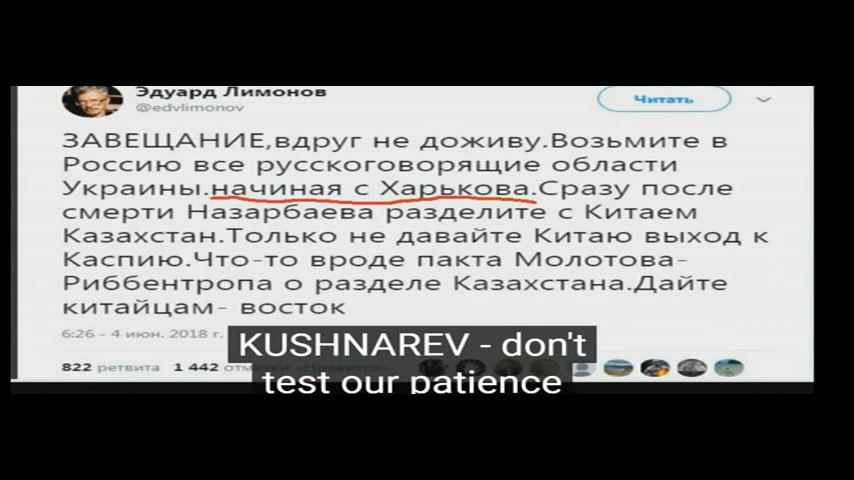 Эдуард Лимонов
@edvlimonov
Читать
ЗАВЕЩАНИЕ,вдруг не доживу.Возьмите в
Россию все русскоговорящие области
Украины.начиная с Харькова.Сразу после
смерти Назарбаева разделите с Китаем
Казахстан.Только не давайте Китаю выход к
Каспию.Что-то вроде пакта Молотова-
Риббентропа о разделе Казахстана.Дайте
китайцам- восток
6:26 - 4 июн. 2018 г.
822 ретвита 1 442 отметки «Нравится»
KUSHNAREV - don't
test our patience